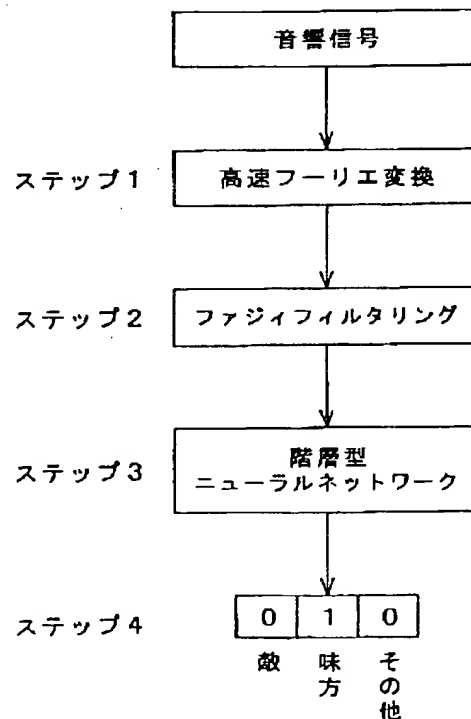 音響信号
ステップ1
高速フーリエ変換
ステップ2
ファジィフィルタリング
ステップ3
階層型
ニューラルネットワーク
ステップ4
0 1 0
敵 味方 その他